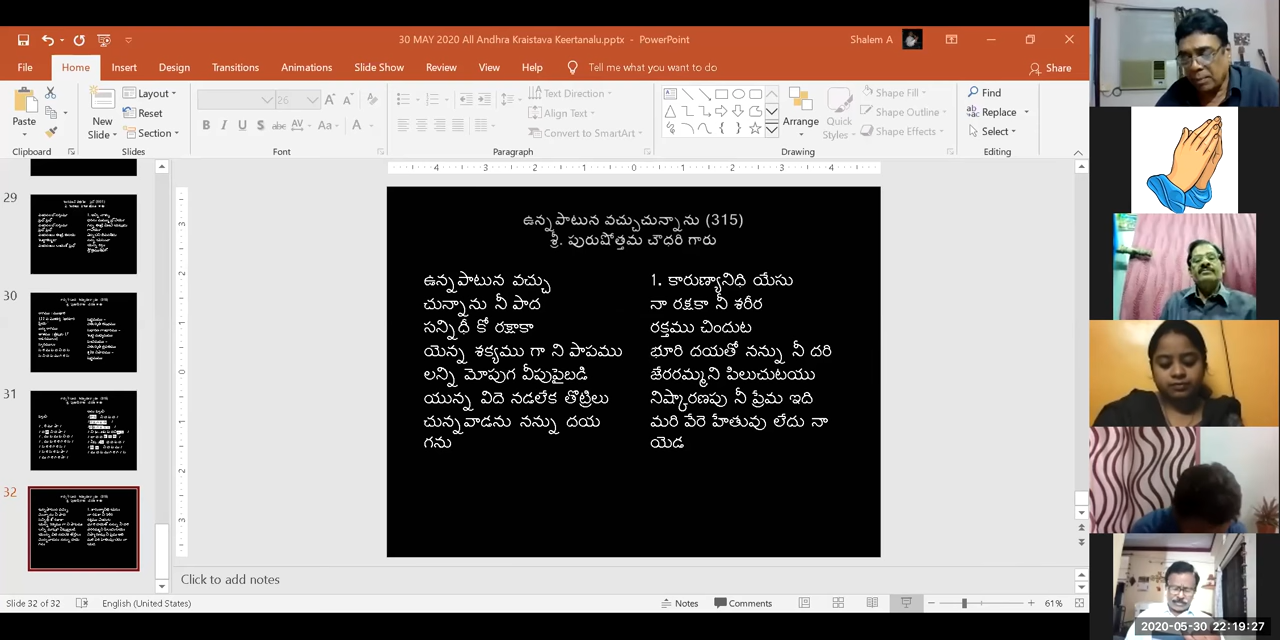 30 MAY 2020 All Andhra Kraistava Keertanalu.pptx - PowerPoint
Shalem A
File Home Insert Design Transitions Animations Slide Show Review View Help Tell me what you want to do Share
Paste
Clipboard
New Slide
Layout
Reset
Section
Slides
26
B I U S abc AV Aa A
Font
Text Direction
Align Text
Convert to SmartArt
Paragraph
Arrange
Quick Styles
Shape Fill
Shape Outline
Shape Effects
Drawing
Find
Replace
Select
Editing
29
30
31
32
ఉన్నపాటున వచ్చుచున్నాను (315)
శ్రీ. పురుషోత్తమ చౌదరి గారు
ఉన్నపాటున వచ్చు
చున్నాను నీ పాద
సన్నిధి కో రక్షాకా
యెన్న శక్యము గా ని పాపము
లన్ని మోపుగ వీపుపైబడి
యున్న విదె నడలేక తొట్రిలు
చున్నవాడను నన్ను దయ
గను
1. కారుణ్యానిధి యేసు
నా రక్షకా నీ శరీర
రక్తము చిందుట
భూరి దయతో నన్ను నీ దరి
జేరరమ్మని పిలుచుటయు
నిష్కారణపు నీ ప్రేమ ఇది
మరి వేరె హేతువు లేదు నా
యెడ
Click to add notes
Slide 32 of 32 English (United States) Notes Comments 61%
2020-05-30 22:19:27